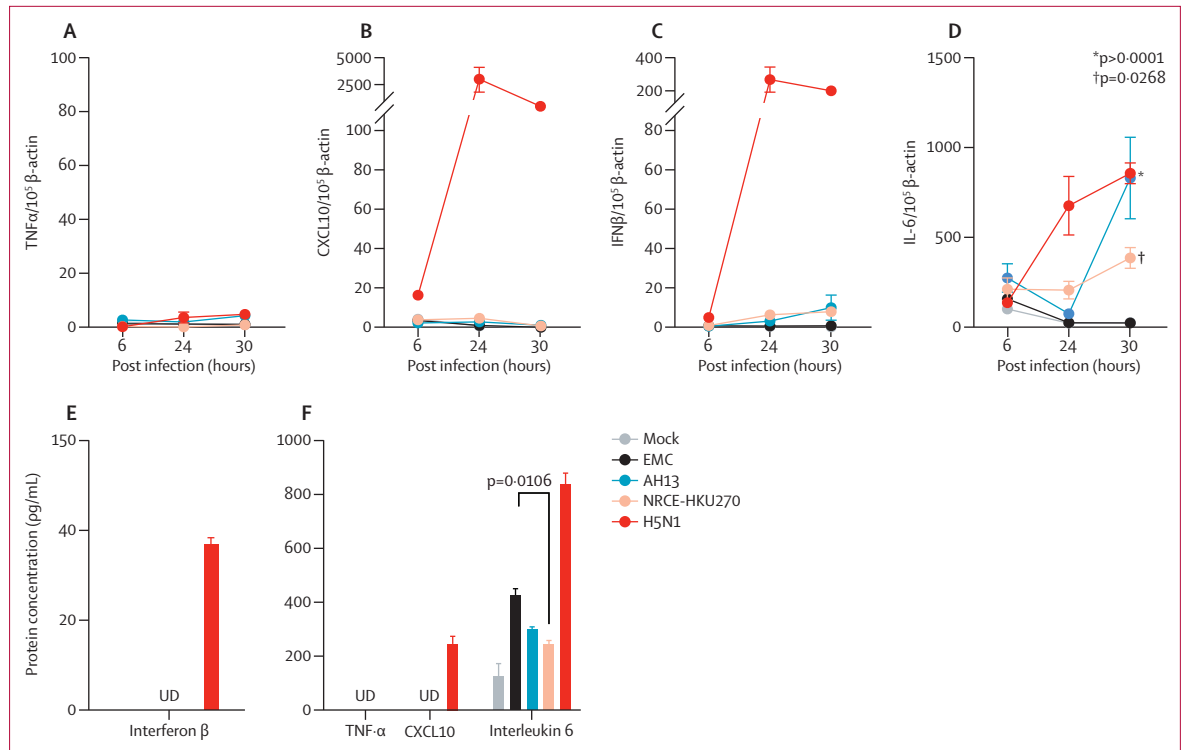 A
100
80
60
40
20
0
TNFα/10⁵ β-actin
6 24 30
Post infection (hours)
B
5000
2500
100
80
60
40
20
0
CXCL10/10⁵ β-actin
6 24 30
Post infection (hours)
C
400
200
80
60
40
20
0
IFNβ/10⁵ β-actin
6 24 30
Post infection (hours)
D
*p>0·0001
†p=0·0268
1500
1000
500
0
IL-6/10⁵ β-actin
*
†
6 24 30
Post infection (hours)
E
150
40
20
0
Protein concentration (ρg/mL)
UD
Interferon β
F
1000
800
600
400
200
0
p=0·0106
UD UD
TNF-α CXCL10 Interleukin 6
Mock
EMC
AH13
NRCE-HKU270
H5N1